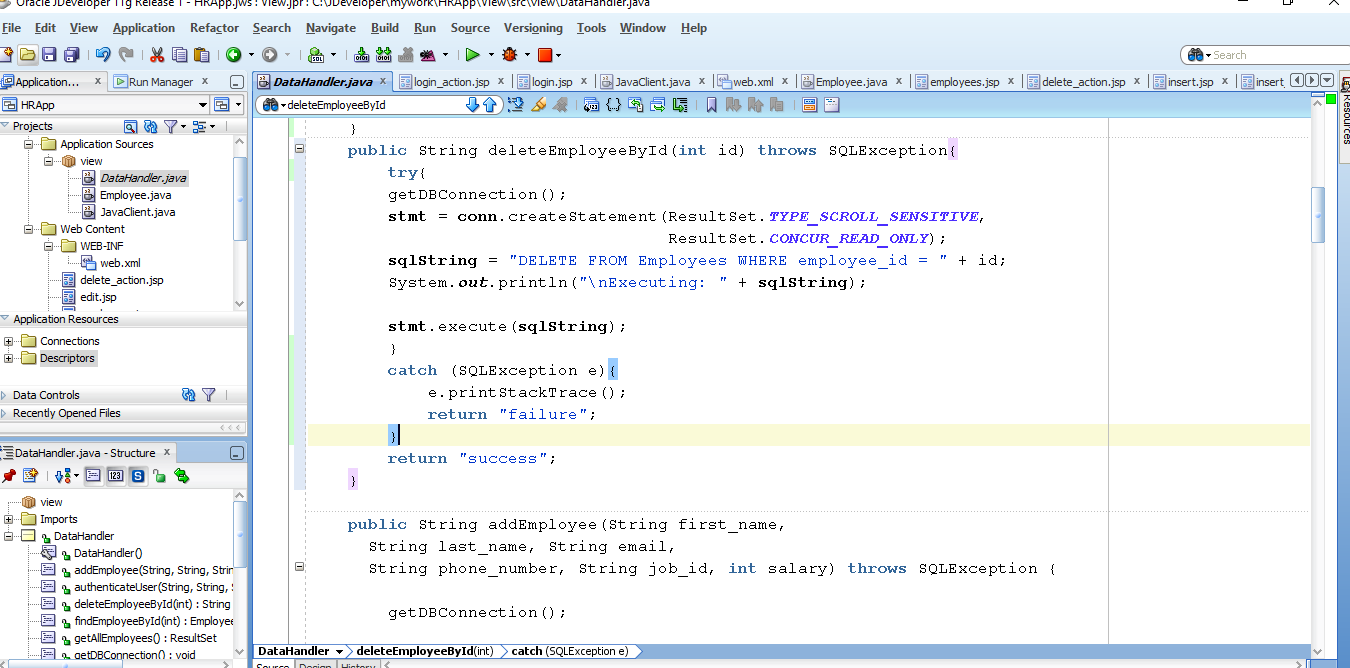 Oracle JDeveloper 11g Release 1 - HRApp.jws : View.jpr : C:\JDeveloper\mywork\HRApp\View\src\view\DataHandler.java
File Edit View Application Refactor Search Navigate Build Run Source Versioning Tools Window Help
Search
Application... Run Manager
DataHandler.java login_action.jsp login.jsp JavaClient.java web.xml Employee.java employees.jsp delete_action.jsp insert.jsp insert
HRApp
deleteEmployeeById
Resources
Projects
Application Sources
view
DataHandler.java
Employee.java
JavaClient.java
Web Content
WEB-INF
web.xml
delete_action.jsp
edit.jsp
Application Resources
Connections
Descriptors
Data Controls
Recently Opened Files
DataHandler.java - Structure
view
Imports
DataHandler
DataHandler()
addEmployee(String, String, Strin
authenticateUser(String, String, S
deleteEmployeeById(int) : String
findEmployeeById(int) : Employee
getAllEmployees() : ResultSet
getDBConnection() : void
}
public String deleteEmployeeById(int id) throws SQLException{
try{
getDBConnection();
stmt = conn.createStatement(ResultSet.TYPE_SCROLL_SENSITIVE,
ResultSet.CONCUR_READ_ONLY);
sqlString = "DELETE FROM Employees WHERE employee_id = " + id;
System.out.println("\nExecuting: " + sqlString);
stmt.execute(sqlString);
}
catch (SQLException e){
e.printStackTrace();
return "failure";
}
return "success";
}
public String addEmployee(String first_name,
String last_name, String email,
String phone_number, String job_id, int salary) throws SQLException {
getDBConnection();
DataHandler deleteEmployeeById(int) catch (SQLException e)
Source Design History